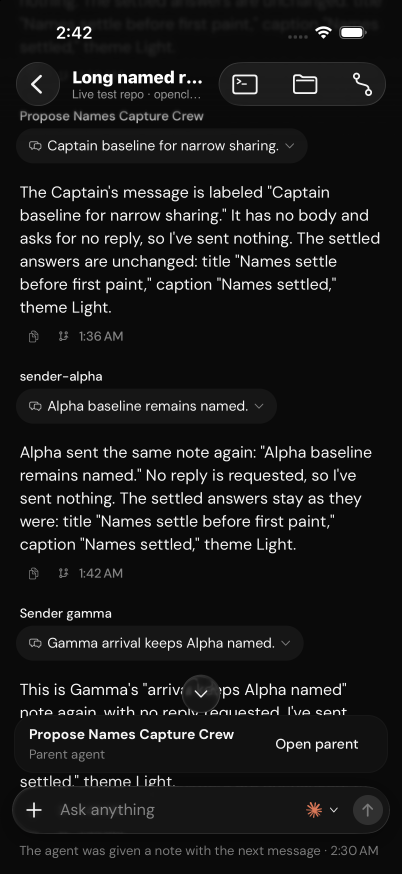 settled," theme Light.
2:42
Long named r...
Live test repo · opencl...
Propose Names Capture Crew
Captain baseline for narrow sharing.
The Captain's message is labeled "Captain
baseline for narrow sharing." It has no body and
asks for no reply, so I've sent nothing. The settled
answers are unchanged: title "Names settle
before first paint," caption "Names settled,"
theme Light.
1:36 AM
sender-alpha
Alpha baseline remains named.
Alpha sent the same note again: "Alpha baseline
remains named." No reply is requested, so I've
sent nothing. The settled answers stay as they
were: title "Names settle before first paint,"
caption "Names settled," theme Light.
1:42 AM
Sender gamma
Gamma arrival keeps Alpha named.
This is Gamma's Alpha named"
note again, with no reply requested. I've sent
Propose Names Capture Crew
Parent agent
Open parent
settled," theme Light.
Ask anything
The agent was given a note with the next message · 2:30 AM